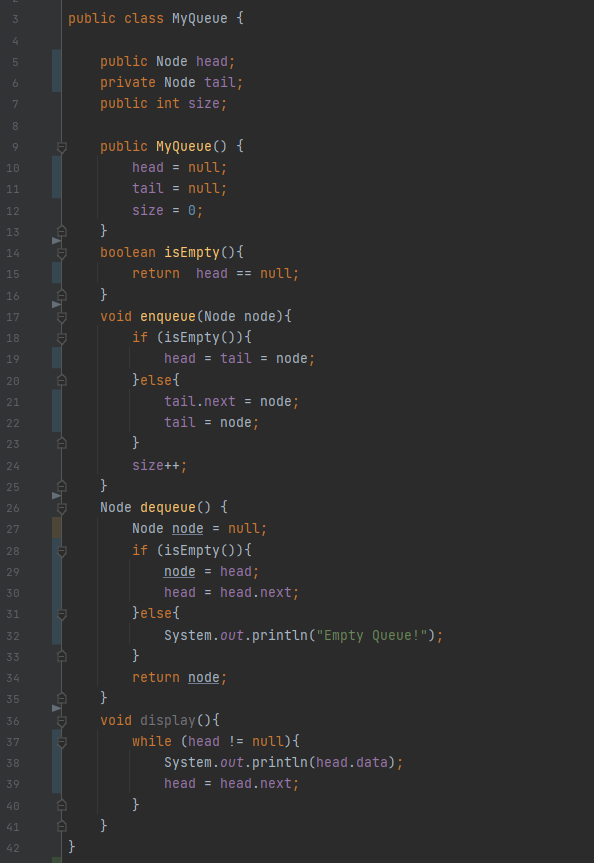 3 public class MyQueue {
4
5 public Node head;
6 private Node tail;
7 public int size;
8
9 public MyQueue() {
10 head = null;
11 tail = null;
12 size = 0;
13 }
14 boolean isEmpty(){
15 return  head == null;
16 }
17 void enqueue(Node node){
18 if (isEmpty()){
19 head = tail = node;
20 }else{
21 tail.next = node;
22 tail = node;
23 }
24 size++;
25 }
26 Node dequeue() {
27 Node node = null;
28 if (isEmpty()){
29 node = head;
30 head = head.next;
31 }else{
32 System.out.println("Empty Queue!");
33 }
34 return node;
35 }
36 void display(){
37 while (head != null){
38 System.out.println(head.data);
39 head = head.next;
40 }
41 }
42 }